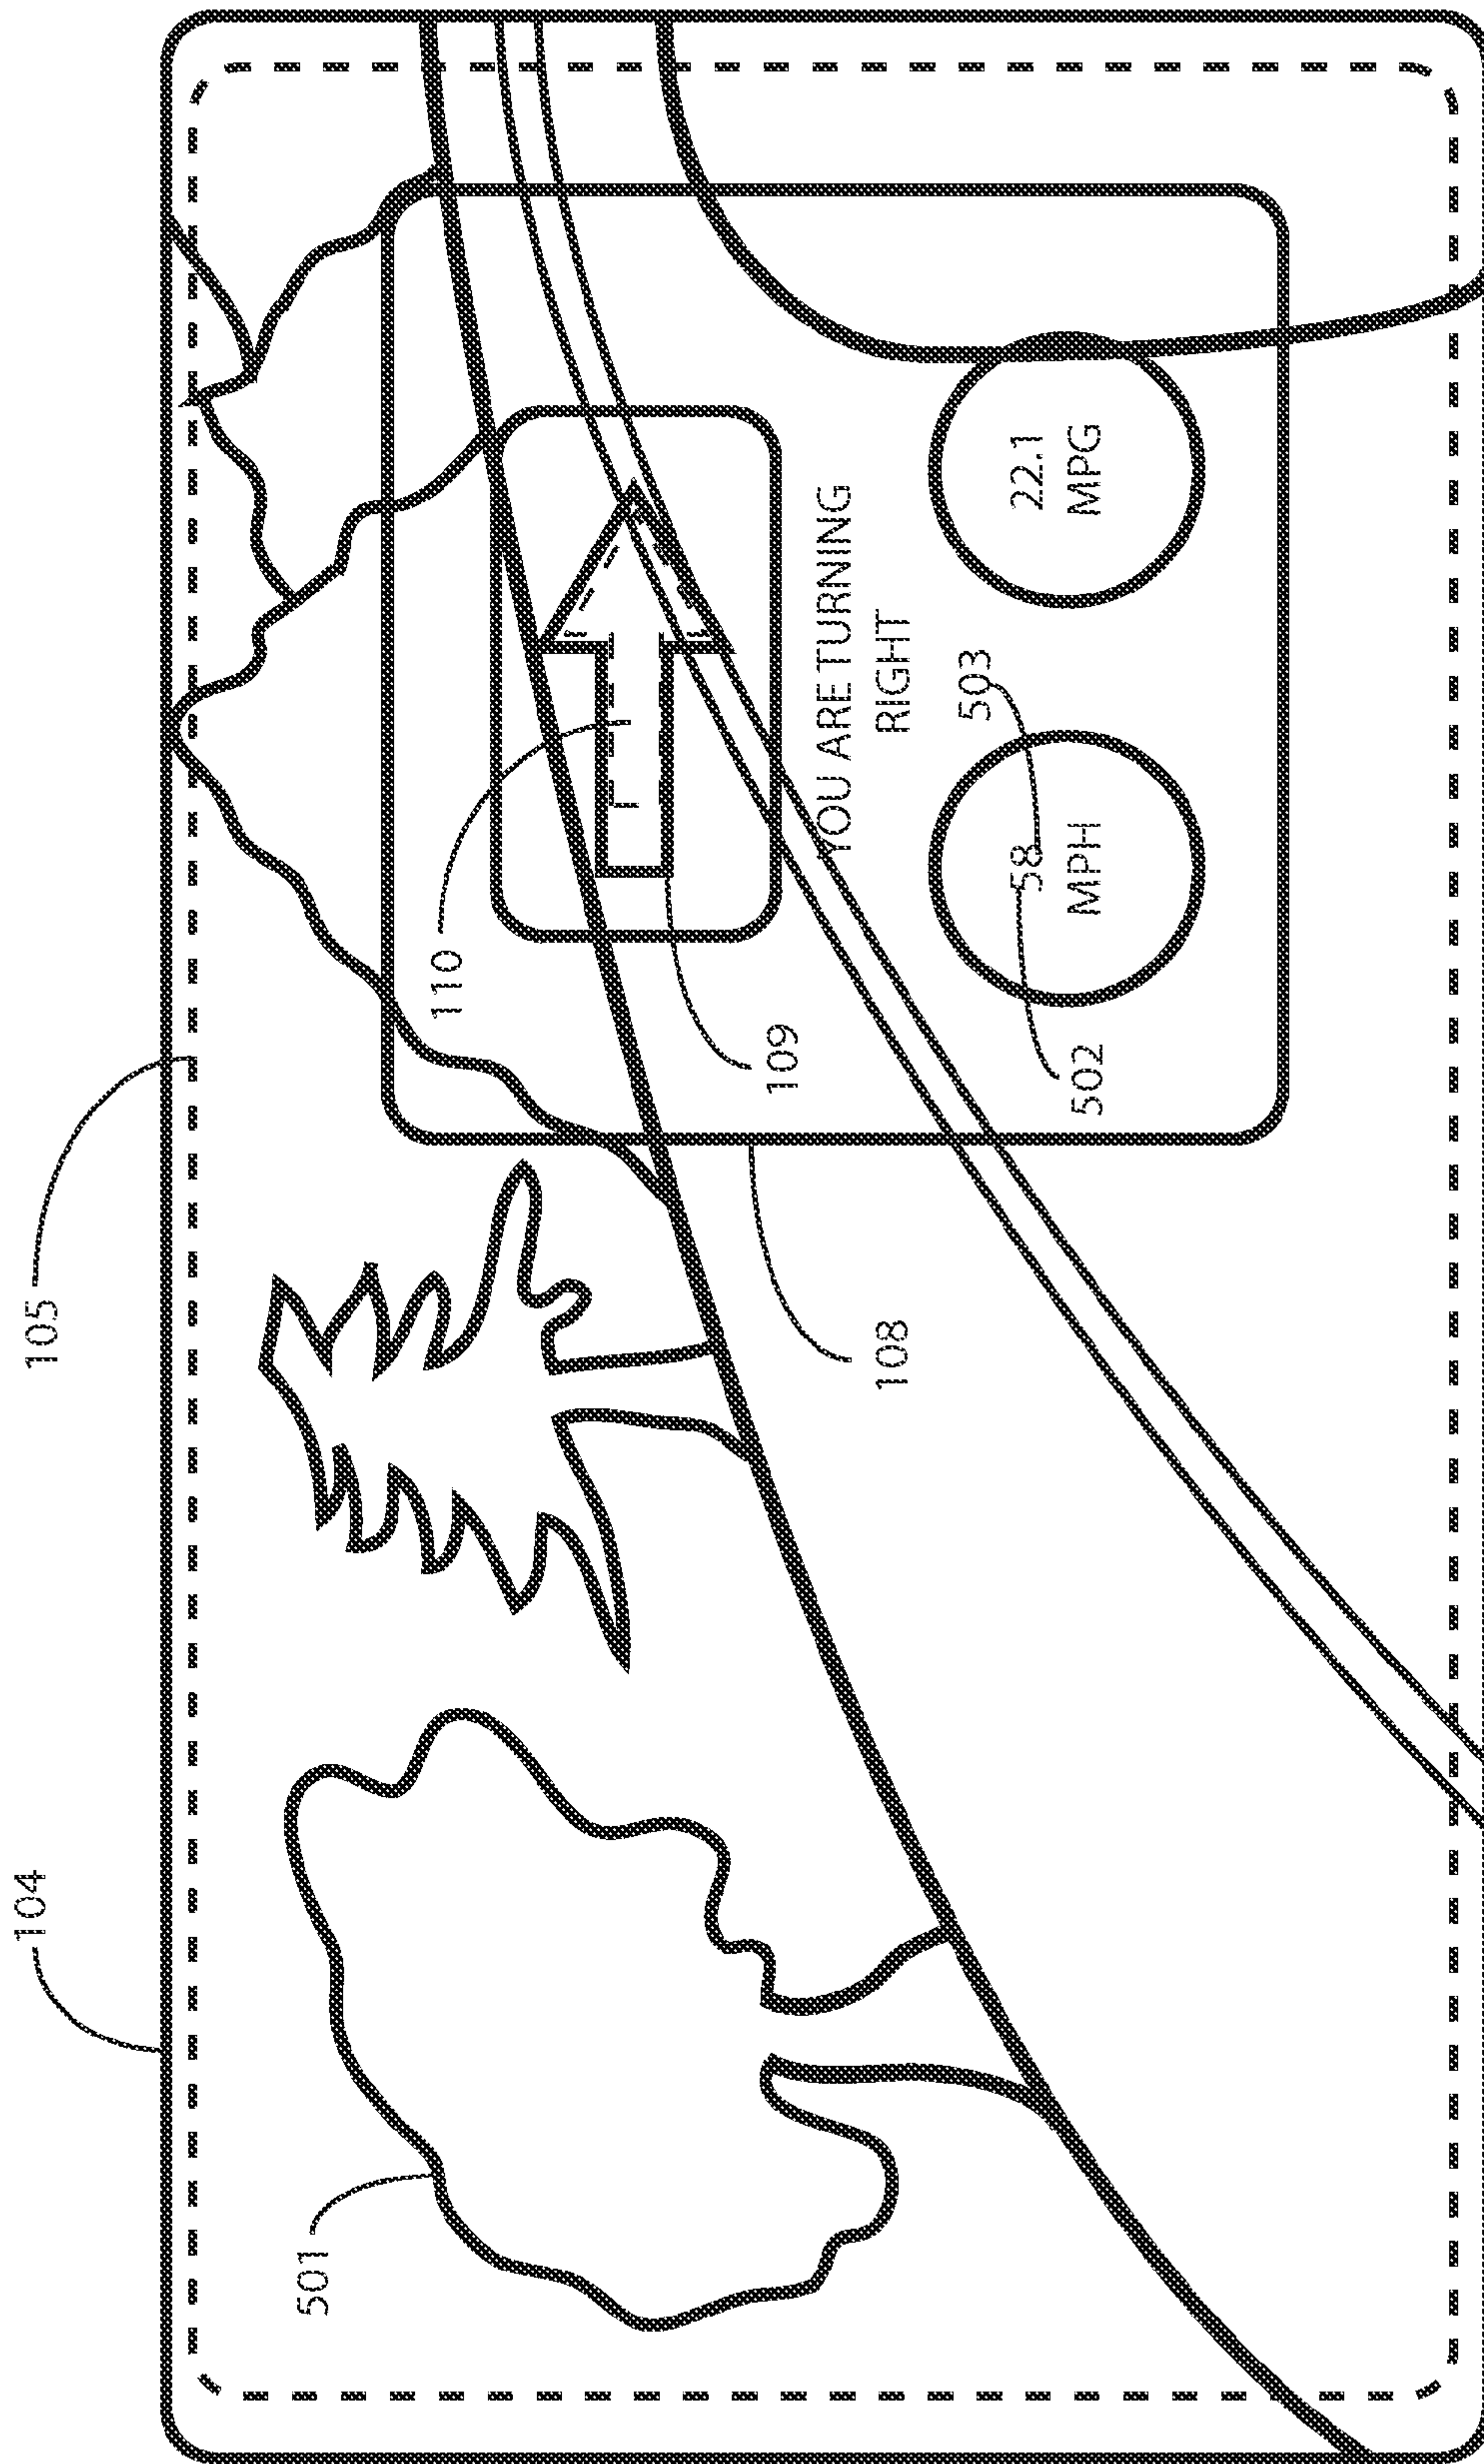 104
105
501
110
109
108
YOU ARE TURNING
RIGHT
503
502
58
MPH
22.1
MPG